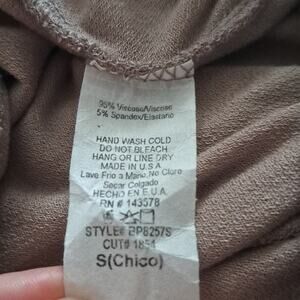 95% Viscose/Viscose
5% Spandex/Elastano
HAND WASH COLD
DO NOT BLEACH
HANG OR LINE DRY
MADE IN U.S.A
Lave Frio a Mano, No Cloro
Secar Colgado
HECHO EN E.U.A.
RN # 143578
STYLE# BP8257S
CUT# 1854
S(Chico)